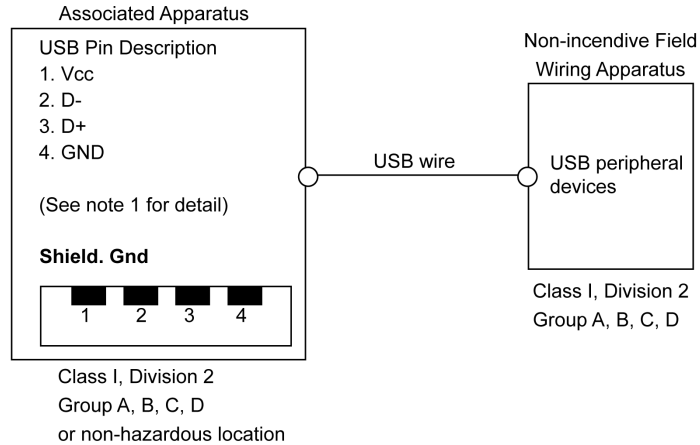 Associated Apparatus
USB Pin Description
1. Vcc
2. D-
3. D+
4. GND
(See note 1 for detail)
Shield. Gnd
1 2 3 4
Class I, Division 2
Group A, B, C, D
or non-hazardous location
USB wire
Non-incendive Field
Wiring Apparatus
USB peripheral
devices
Class I, Division 2
Group A, B, C, D